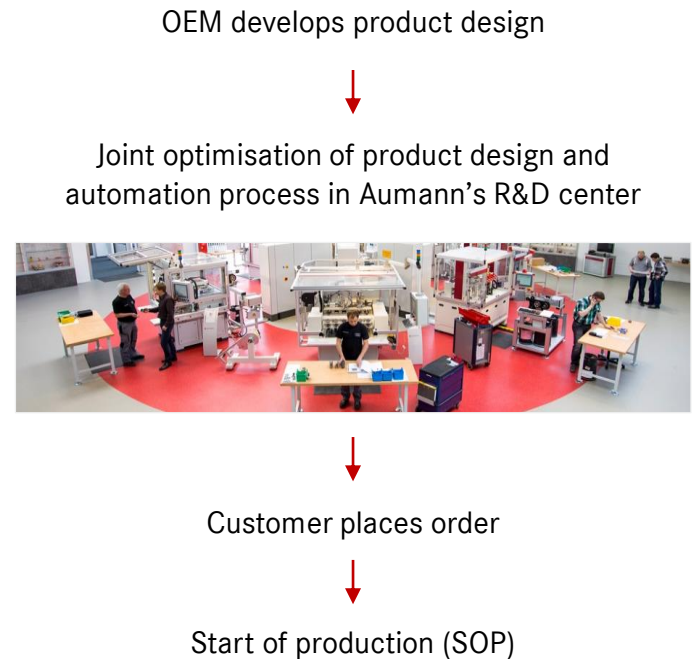 OEM develops product design
Joint optimisation of product design and
automation process in Aumann's R&D center
Customer places order
Start of production (SOP)